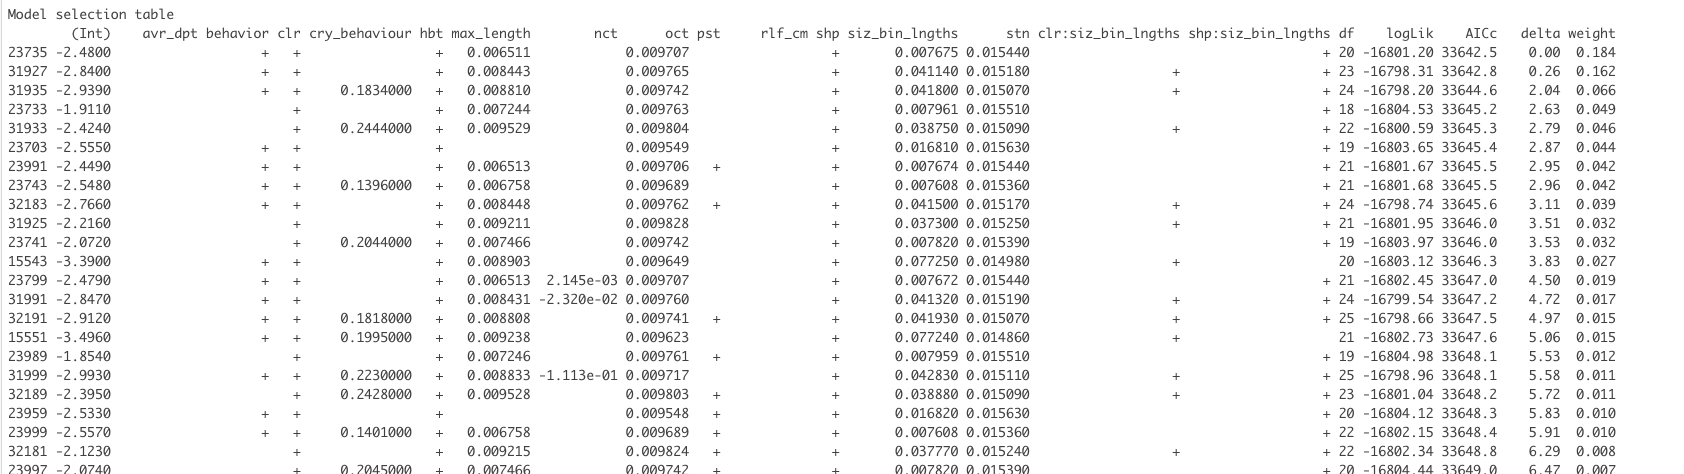 Model selection table
(Int) avr_dpt behavior clr cry_behaviour hbt max_length nct oct pst rlf_cm shp siz_bin_lngths stn clr:siz_bin_lngths shp:siz_bin_lngths df logLik AICc delta weight
23735 -2.4800 + + + 0.006511 0.009707 + 0.007675 0.015440 + 20 -16801.20 33642.5 0.00 0.184
31927 -2.8400 + + + 0.008443 0.009765 + 0.041140 0.015180 + + 23 -16798.31 33642.8 0.26 0.162
31935 -2.9390 + + 0.1834000 + 0.008810 0.009742 + 0.041800 0.015070 + + 24 -16798.20 33644.6 2.04 0.066
23733 -1.9110 + + 0.007244 0.009763 + 0.007961 0.015510 + 18 -16804.53 33645.2 2.63 0.049
31933 -2.4240 + 0.2444000 + 0.009529 0.009804 + 0.038750 0.015090 + + 22 -16800.59 33645.3 2.79 0.046
23703 -2.5550 + + + 0.009549 + 0.016810 0.015630 + 19 -16803.65 33645.4 2.87 0.044
23991 -2.4490 + + + 0.006513 0.009706 + + 0.007674 0.015440 + 21 -16801.67 33645.5 2.95 0.042
23743 -2.5480 + + 0.1396000 + 0.006758 0.009689 + 0.007608 0.015360 + 21 -16801.68 33645.5 2.96 0.042
32183 -2.7660 + + + 0.008448 0.009762 + + 0.041500 0.015170 + + 24 -16798.74 33645.6 3.11 0.039
31925 -2.2160 + + 0.009211 0.009828 + 0.037300 0.015250 + + 21 -16801.95 33646.0 3.51 0.032
23741 -2.0720 + 0.2044000 + 0.007466 0.009742 + 0.007820 0.015390 + 19 -16803.97 33646.0 3.53 0.032
15543 -3.3900 + + + 0.008903 0.009649 + 0.077250 0.014980 + 20 -16803.12 33646.3 3.83 0.027
23799 -2.4790 + + + 0.006513 2.145e-03 0.009707 + 0.007672 0.015440 + 21 -16802.45 33647.0 4.50 0.019
31991 -2.8470 + + + 0.008431 -2.320e-02 0.009760 + 0.041320 0.015190 + + 24 -16799.54 33647.2 4.72 0.017
32191 -2.9120 + + 0.1818000 + 0.008808 0.009741 + + 0.041930 0.015070 + + 25 -16798.66 33647.5 4.97 0.015
15551 -3.4960 + + 0.1995000 + 0.009238 0.009623 + 0.077240 0.014860 + 21 -16802.73 33647.6 5.06 0.015
23989 -1.8540 + + 0.007246 0.009761 + + 0.007959 0.015510 + 19 -16804.98 33648.1 5.53 0.012
31999 -2.9930 + + 0.2230000 + 0.008833 -1.113e-01 0.009717 + 0.042830 0.015110 + + 25 -16798.96 33648.1 5.58 0.011
32189 -2.3950 + 0.2428000 + 0.009528 0.009803 + + 0.038880 0.015090 + + 23 -16801.04 33648.2 5.72 0.011
23959 -2.5330 + + + 0.009548 + + 0.016820 0.015630 + 20 -16804.12 33648.3 5.83 0.010
23999 -2.5570 + + 0.1401000 + 0.006758 0.009689 + + 0.007608 0.015360 + 22 -16802.15 33648.4 5.91 0.010
32181 -2.1230 + + 0.009215 0.009824 + + 0.037770 0.015240 + + 22 -16802.34 33648.8 6.29 0.008
23997 -2.0740 + 0.2045000 + 0.007466 0.009742 + + 0.007820 0.015390 + 20 -16804.44 33649.0 6.47 0.007